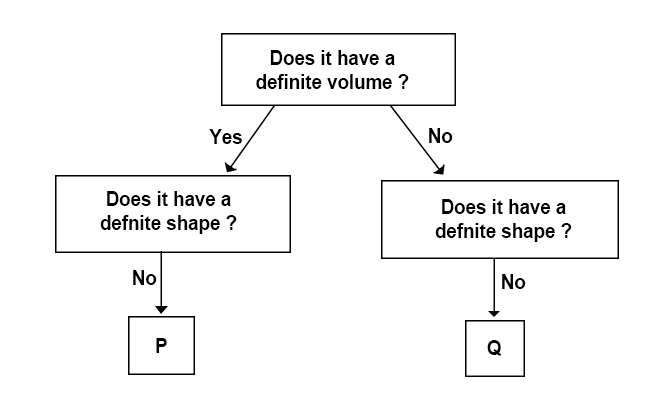 Does it have a
definite volume ?
Yes
No
Does it have a
defnite shape ?
Does it have a
defnite shape ?
No
No
P
Q